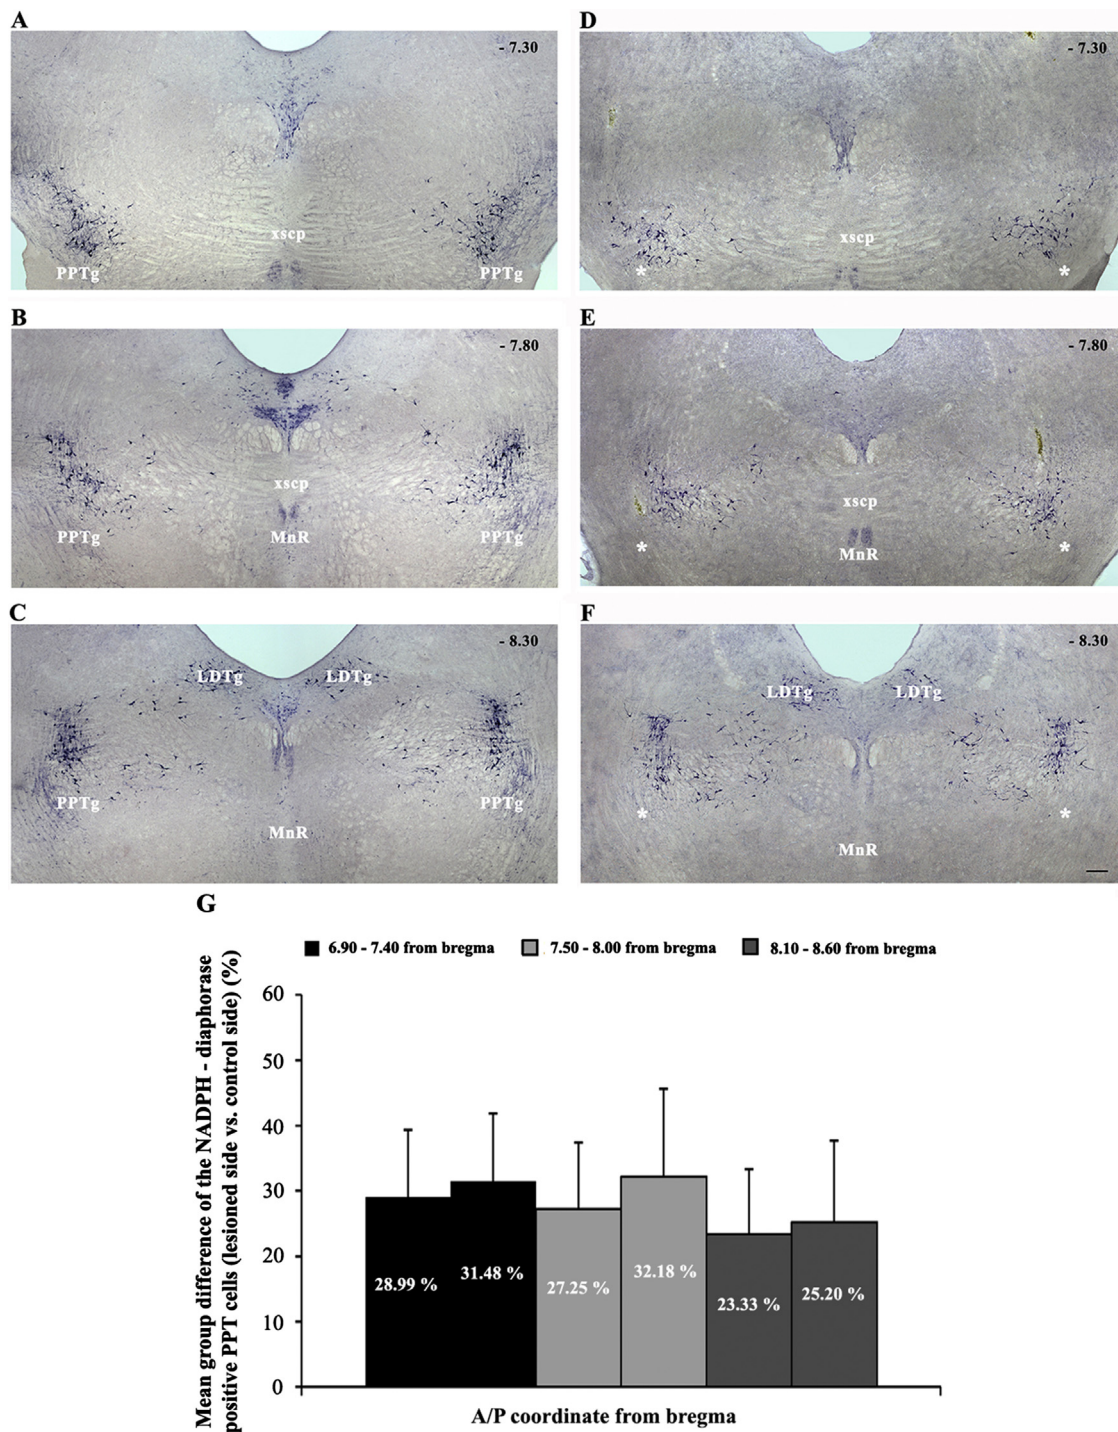 A
- 7.30
xscp
PPTg
PPTg
D
- 7.30
xscp
*
*
B
- 7.80
xscp
PPTg
MnR
PPTg
E
- 7.80
xscp
*
*
MnR
C
- 8.30
LDTg
LDTg
PPTg
PPTg
MnR
F
- 8.30
LDTg
LDTg
*
*
MnR
G
6.90 - 7.40 from bregma
7.50 - 8.00 from bregma
8.10 - 8.60 from bregma
Mean group difference of the NADPH - diaphorase
positive PPT cells (lesioned side vs. control side) (%)
60
50
40
30
20
10
0
28.99 %
31.48 %
27.25 %
32.18 %
23.33 %
25.20 %
A/P coordinate from bregma